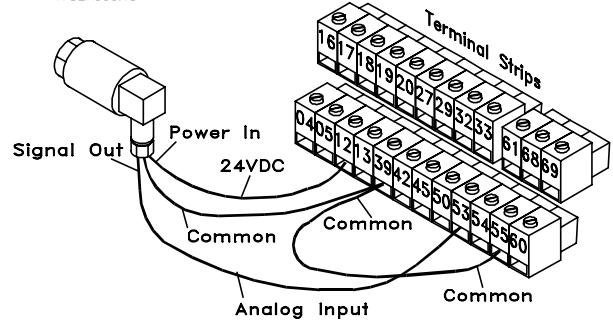 Terminal Strips
16 17 18 19 20 27 29 32 33 61 68 69
04 05 12 13 39 42 45 50 53 54 55 60
Power In
Signal Out
24VDC
Common
Common
Common
Analog Input